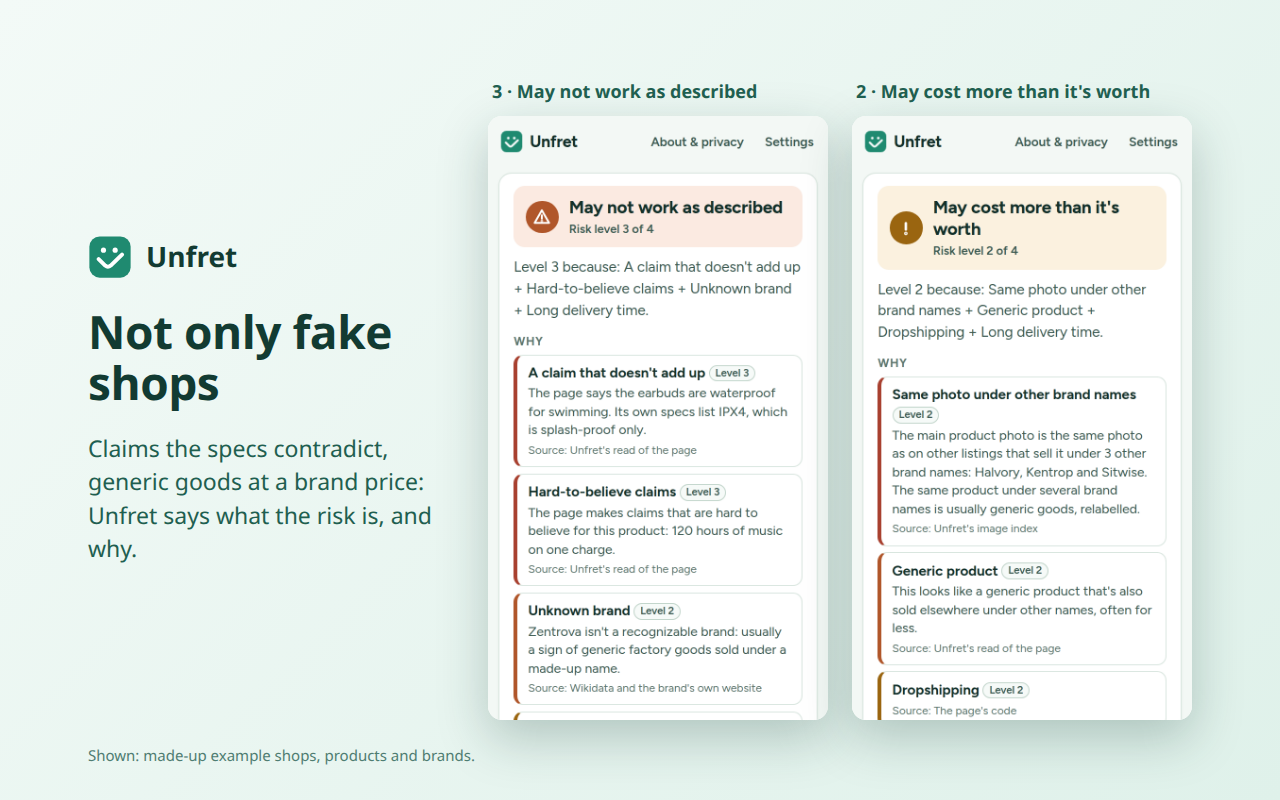 Unfret
Not only fake
shops
Claims the specs contradict,
generic goods at a brand price:
Unfret says what the risk is, and
why.
Shown: made-up example shops, products and brands.
3 · May not work as described
Unfret
About & privacy
Settings
May not work as described
Risk level 3 of 4
Level 3 because: A claim that doesn't add up
+ Hard-to-believe claims + Unknown brand
+ Long delivery time.
WHY
A claim that doesn't add up Level 3
The page says the earbuds are waterproof
for swimming. Its own specs list IPX4, which
is splash-proof only.
Source: Unfret's read of the page
Hard-to-believe claims Level 3
The page makes claims that are hard to
believe for this product: 120 hours of music
on one charge.
Source: Unfret's read of the page
Unknown brand Level 2
Zentrova isn't a recognizable brand: usually
a sign of generic factory goods sold under a
made-up name.
Source: Wikidata and the brand's own website
2 · May cost more than it's worth
Unfret
About & privacy
Settings
May cost more than it's
worth
Risk level 2 of 4
Level 2 because: Same photo under other
brand names + Generic product +
Dropshipping + Long delivery time.
WHY
Same photo under other brand names
Level 2
The main product photo is the same photo
as on other listings that sell it under 3 other
brand names: Halvory, Kentrop and Sitwise.
The same product under several brand
names is usually generic goods, relabelled.
Source: Unfret's image index
Generic product Level 2
This looks like a generic product that's also
sold elsewhere under other names, often for
less.
Source: Unfret's read of the page
Dropshipping Level 2
Source: The page's code